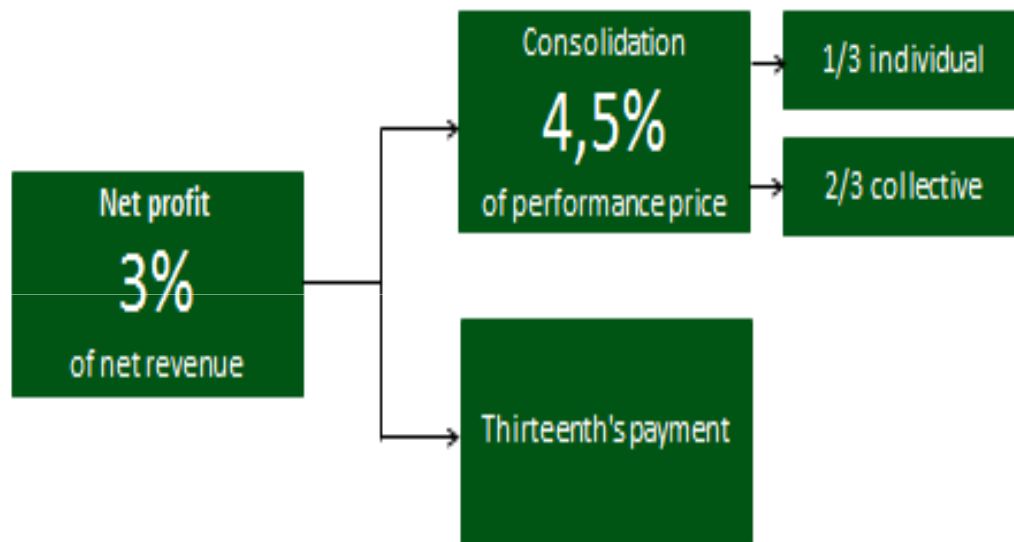 Net profit
3%
of net revenue
Consolidation
4,5%
of performance price
1/3 individual
2/3 collective
Thirteenth's payment